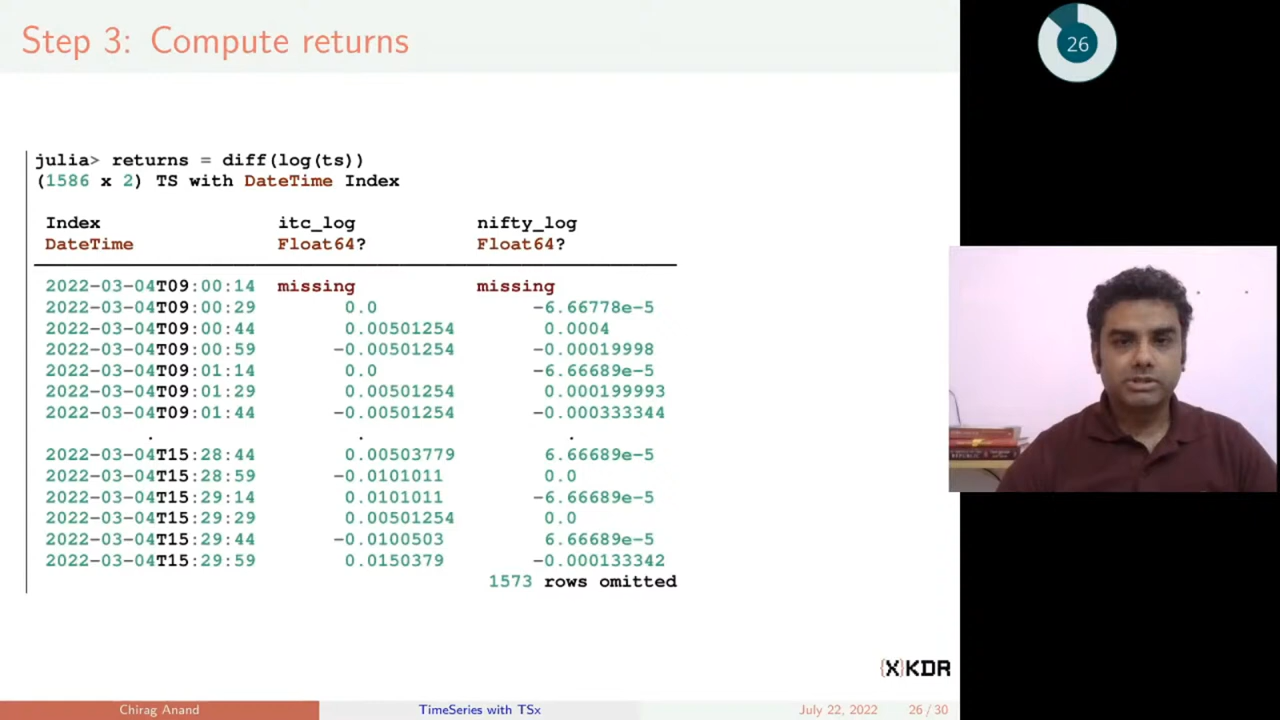 Step 3: Compute returns
26
julia> returns = diff(log(ts))
(1586 x 2) TS with DateTime Index
Index itc_log nifty_log
DateTime Float64? Float64?
2022-03-04T09:00:14 missing missing
2022-03-04T09:00:29 0.0 -6.66778e-5
2022-03-04T09:00:44 0.00501254 0.0004
2022-03-04T09:00:59 -0.00501254 -0.00019998
2022-03-04T09:01:14 0.0 -6.66689e-5
2022-03-04T09:01:29 0.00501254 0.000199993
2022-03-04T09:01:44 -0.00501254 -0.000333344
. . .
2022-03-04T15:28:44 0.00503779 6.66689e-5
2022-03-04T15:28:59 -0.0101011 0.0
2022-03-04T15:29:14 0.0101011 -6.66689e-5
2022-03-04T15:29:29 0.00501254 0.0
2022-03-04T15:29:44 -0.0100503 6.66689e-5
2022-03-04T15:29:59 0.0150379 -0.000133342
1573 rows omitted
{X}KDR
Chirag Anand TimeSeries with TSx July 22, 2022 26 / 30